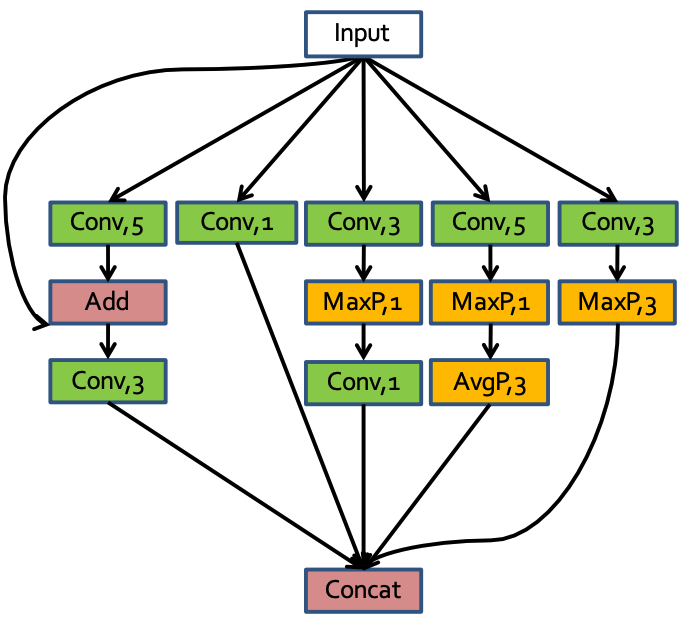 Input
Conv,5
Conv,1
Conv,3
Conv,5
Conv,3
Add
MaxP,1
MaxP,1
MaxP,3
Conv,3
Conv,1
AvgP,3
Concat